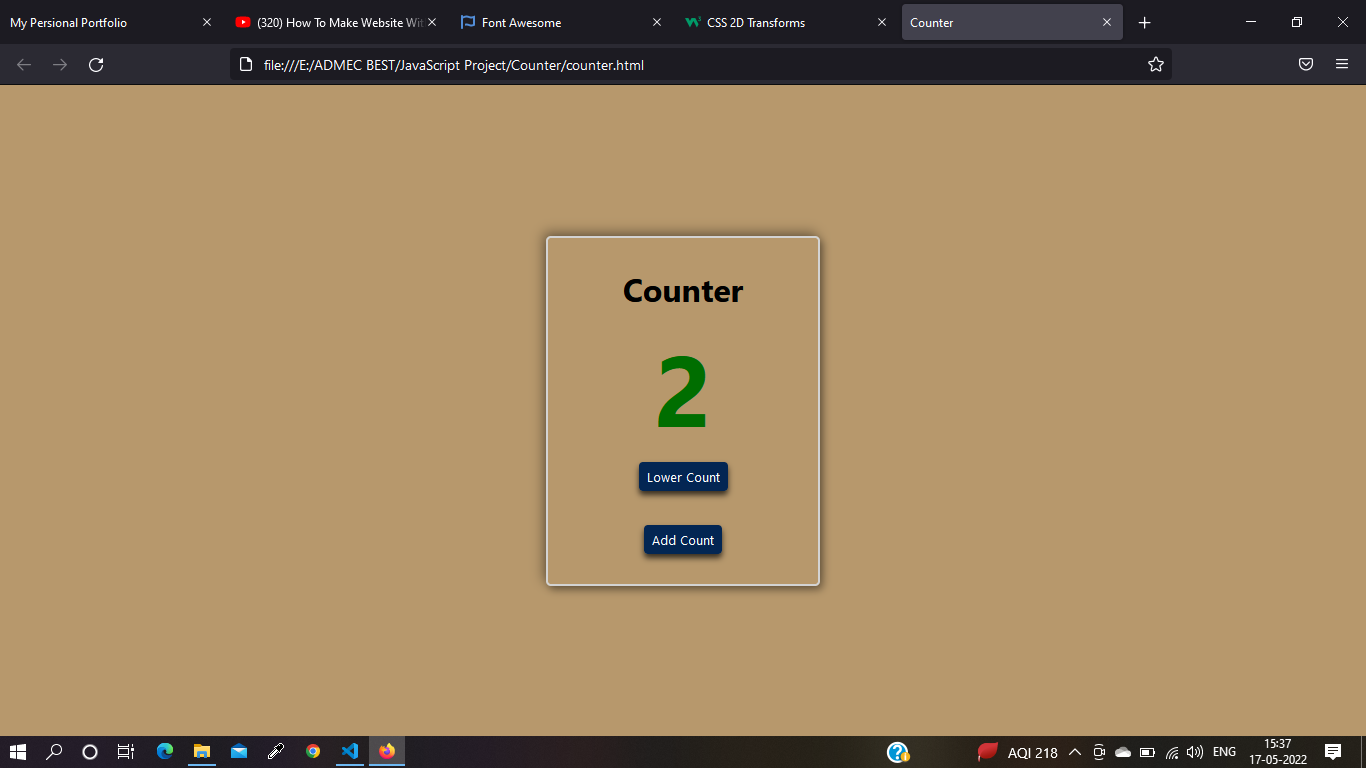 My Personal Portfolio
(320) How To Make Website Wit
Font Awesome
CSS 2D Transforms
Counter
file:///E:/ADMEC BEST/JavaScript Project/Counter/counter.html
Counter
2
Lower Count
Add Count
AQI 218
ENG
15:37
17-05-2022